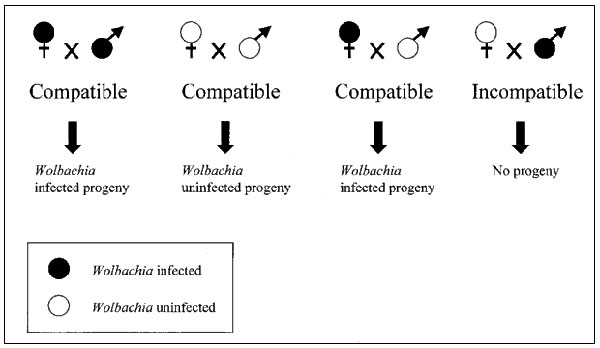 X X X X
Compatible Compatible Compatible Incompatible
Wolbachia Wolbachia Wolbachia No progeny
infected progeny uninfected progeny infected progeny
Wolbachia infected
Wolbachia uninfected